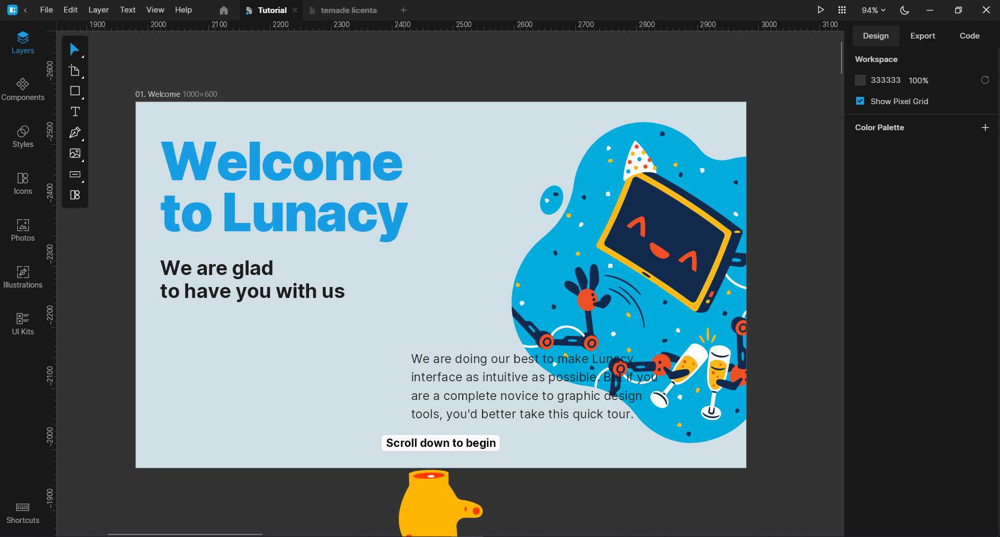 File Edit Layer Text View Help Tutorial temade licenta 94%
1900 2000 2100 2200 2300 2400 2500 2600 2700 2800 2900 3000 3100
Layers
Components
Styles
Icons
Photos
Illustrations
UI Kits
Shortcuts
-2600
-2500
-2400
-2300
-2200
-2100
-2000
-1900
01. Welcome 1000×600
Welcome
to Lunacy
We are glad
to have you with us
We are doing our best to make Lunacy
interface as intuitive as possible. But if you
are a complete novice to graphic design
tools, you'd better take this quick tour.
Scroll down to begin
Design Export Code
Workspace
333333 100%
Show Pixel Grid
Color Palette